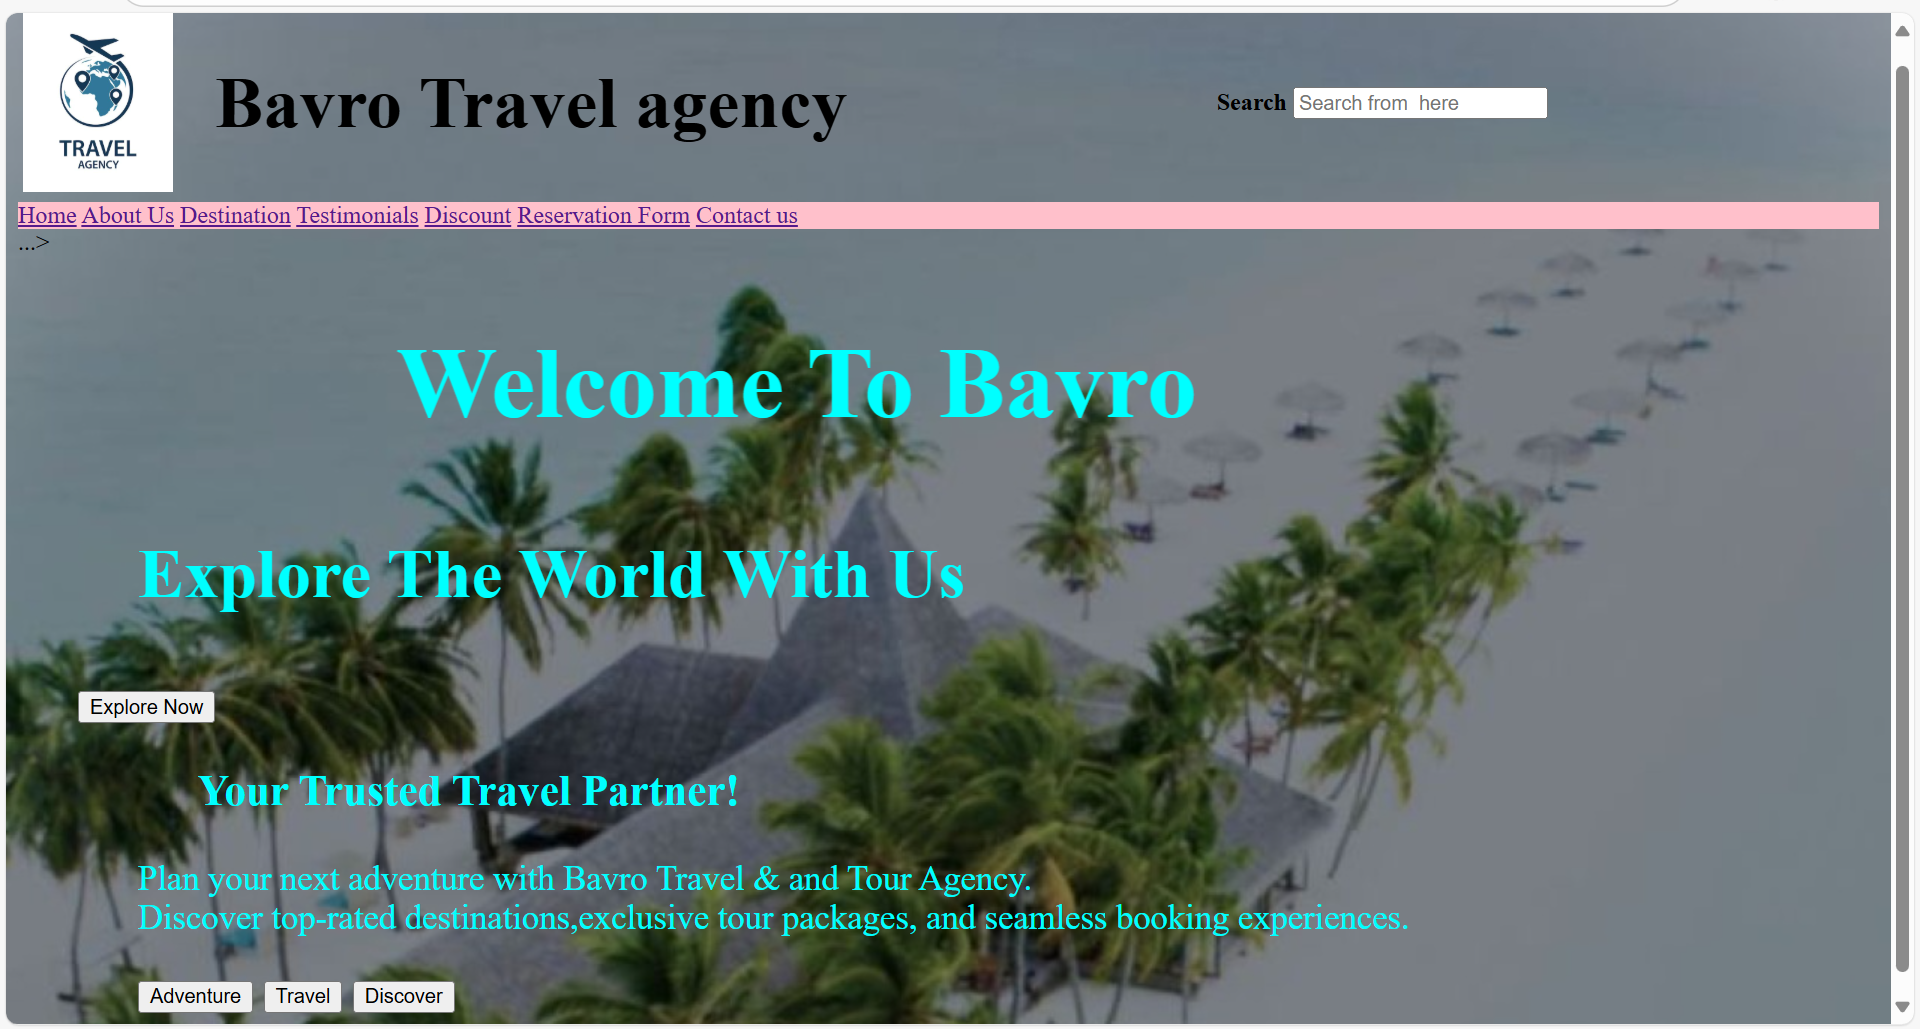 TRAVEL
AGENCY
Bavro Travel agency
Search Search from  here
Home About Us Destination Testimonials Discount Reservation Form Contact us
...>
Welcome To Bavro
Explore The World With Us
Explore Now
Your Trusted Travel Partner!
Plan your next adventure with Bavro Travel & and Tour Agency.
Discover top-rated destinations,exclusive tour packages, and seamless booking experiences.
Adventure Travel Discover